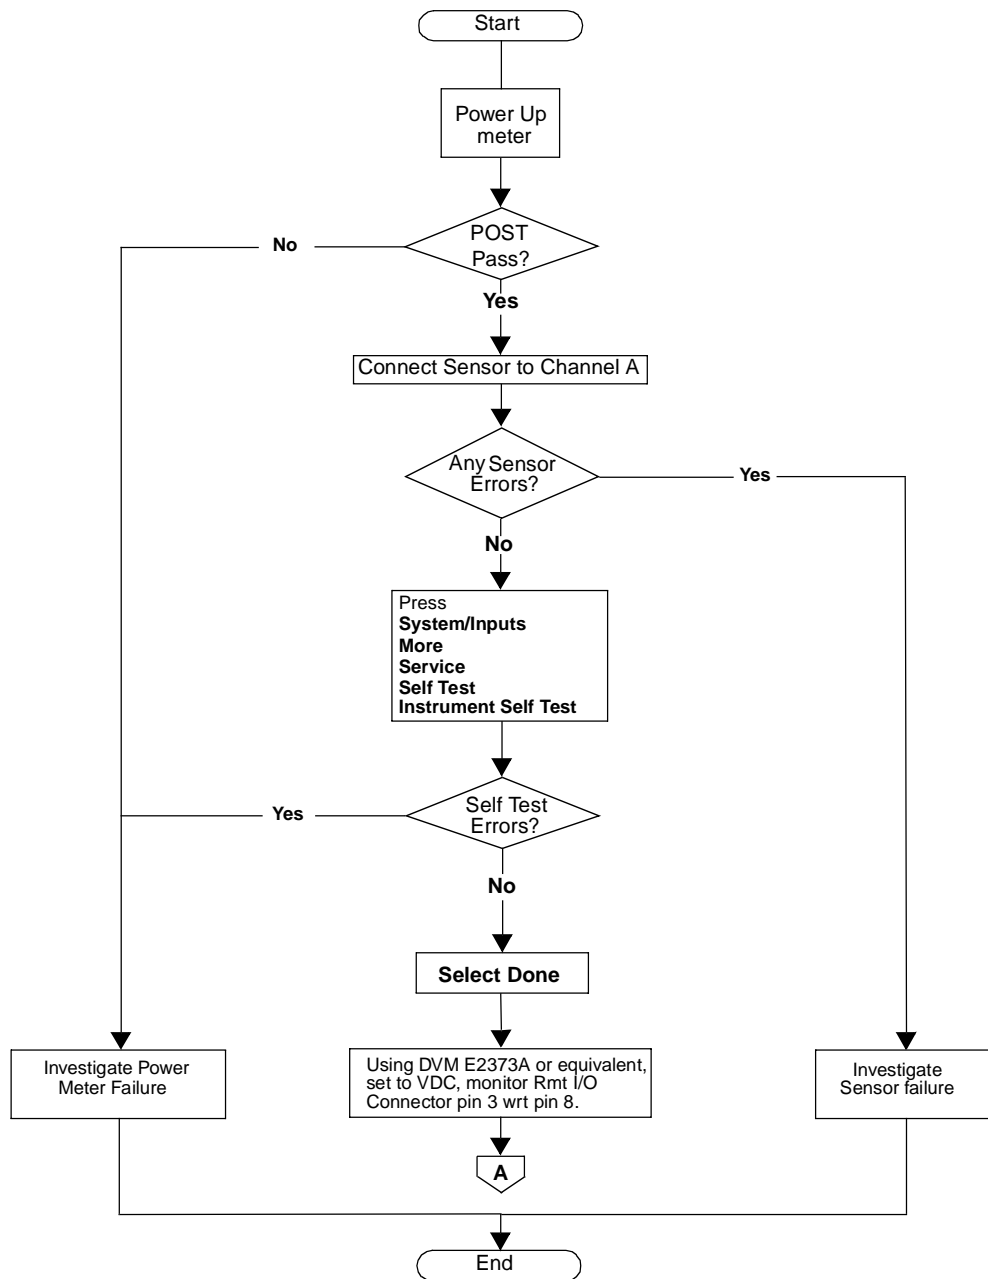 Start
Power Up
meter
POST
Pass?
No
Yes
Connect Sensor to Channel A
Any Sensor
Errors?
Yes
No
Press
System/Inputs
More
Service
Self Test
Instrument Self Test
Self Test
Errors?
Yes
No
Select Done
Investigate Power
Meter Failure
Using DVM E2373A or equivalent,
set to VDC, monitor Rmt I/O
Connector pin 3 wrt pin 8.
Investigate
Sensor failure
A
End